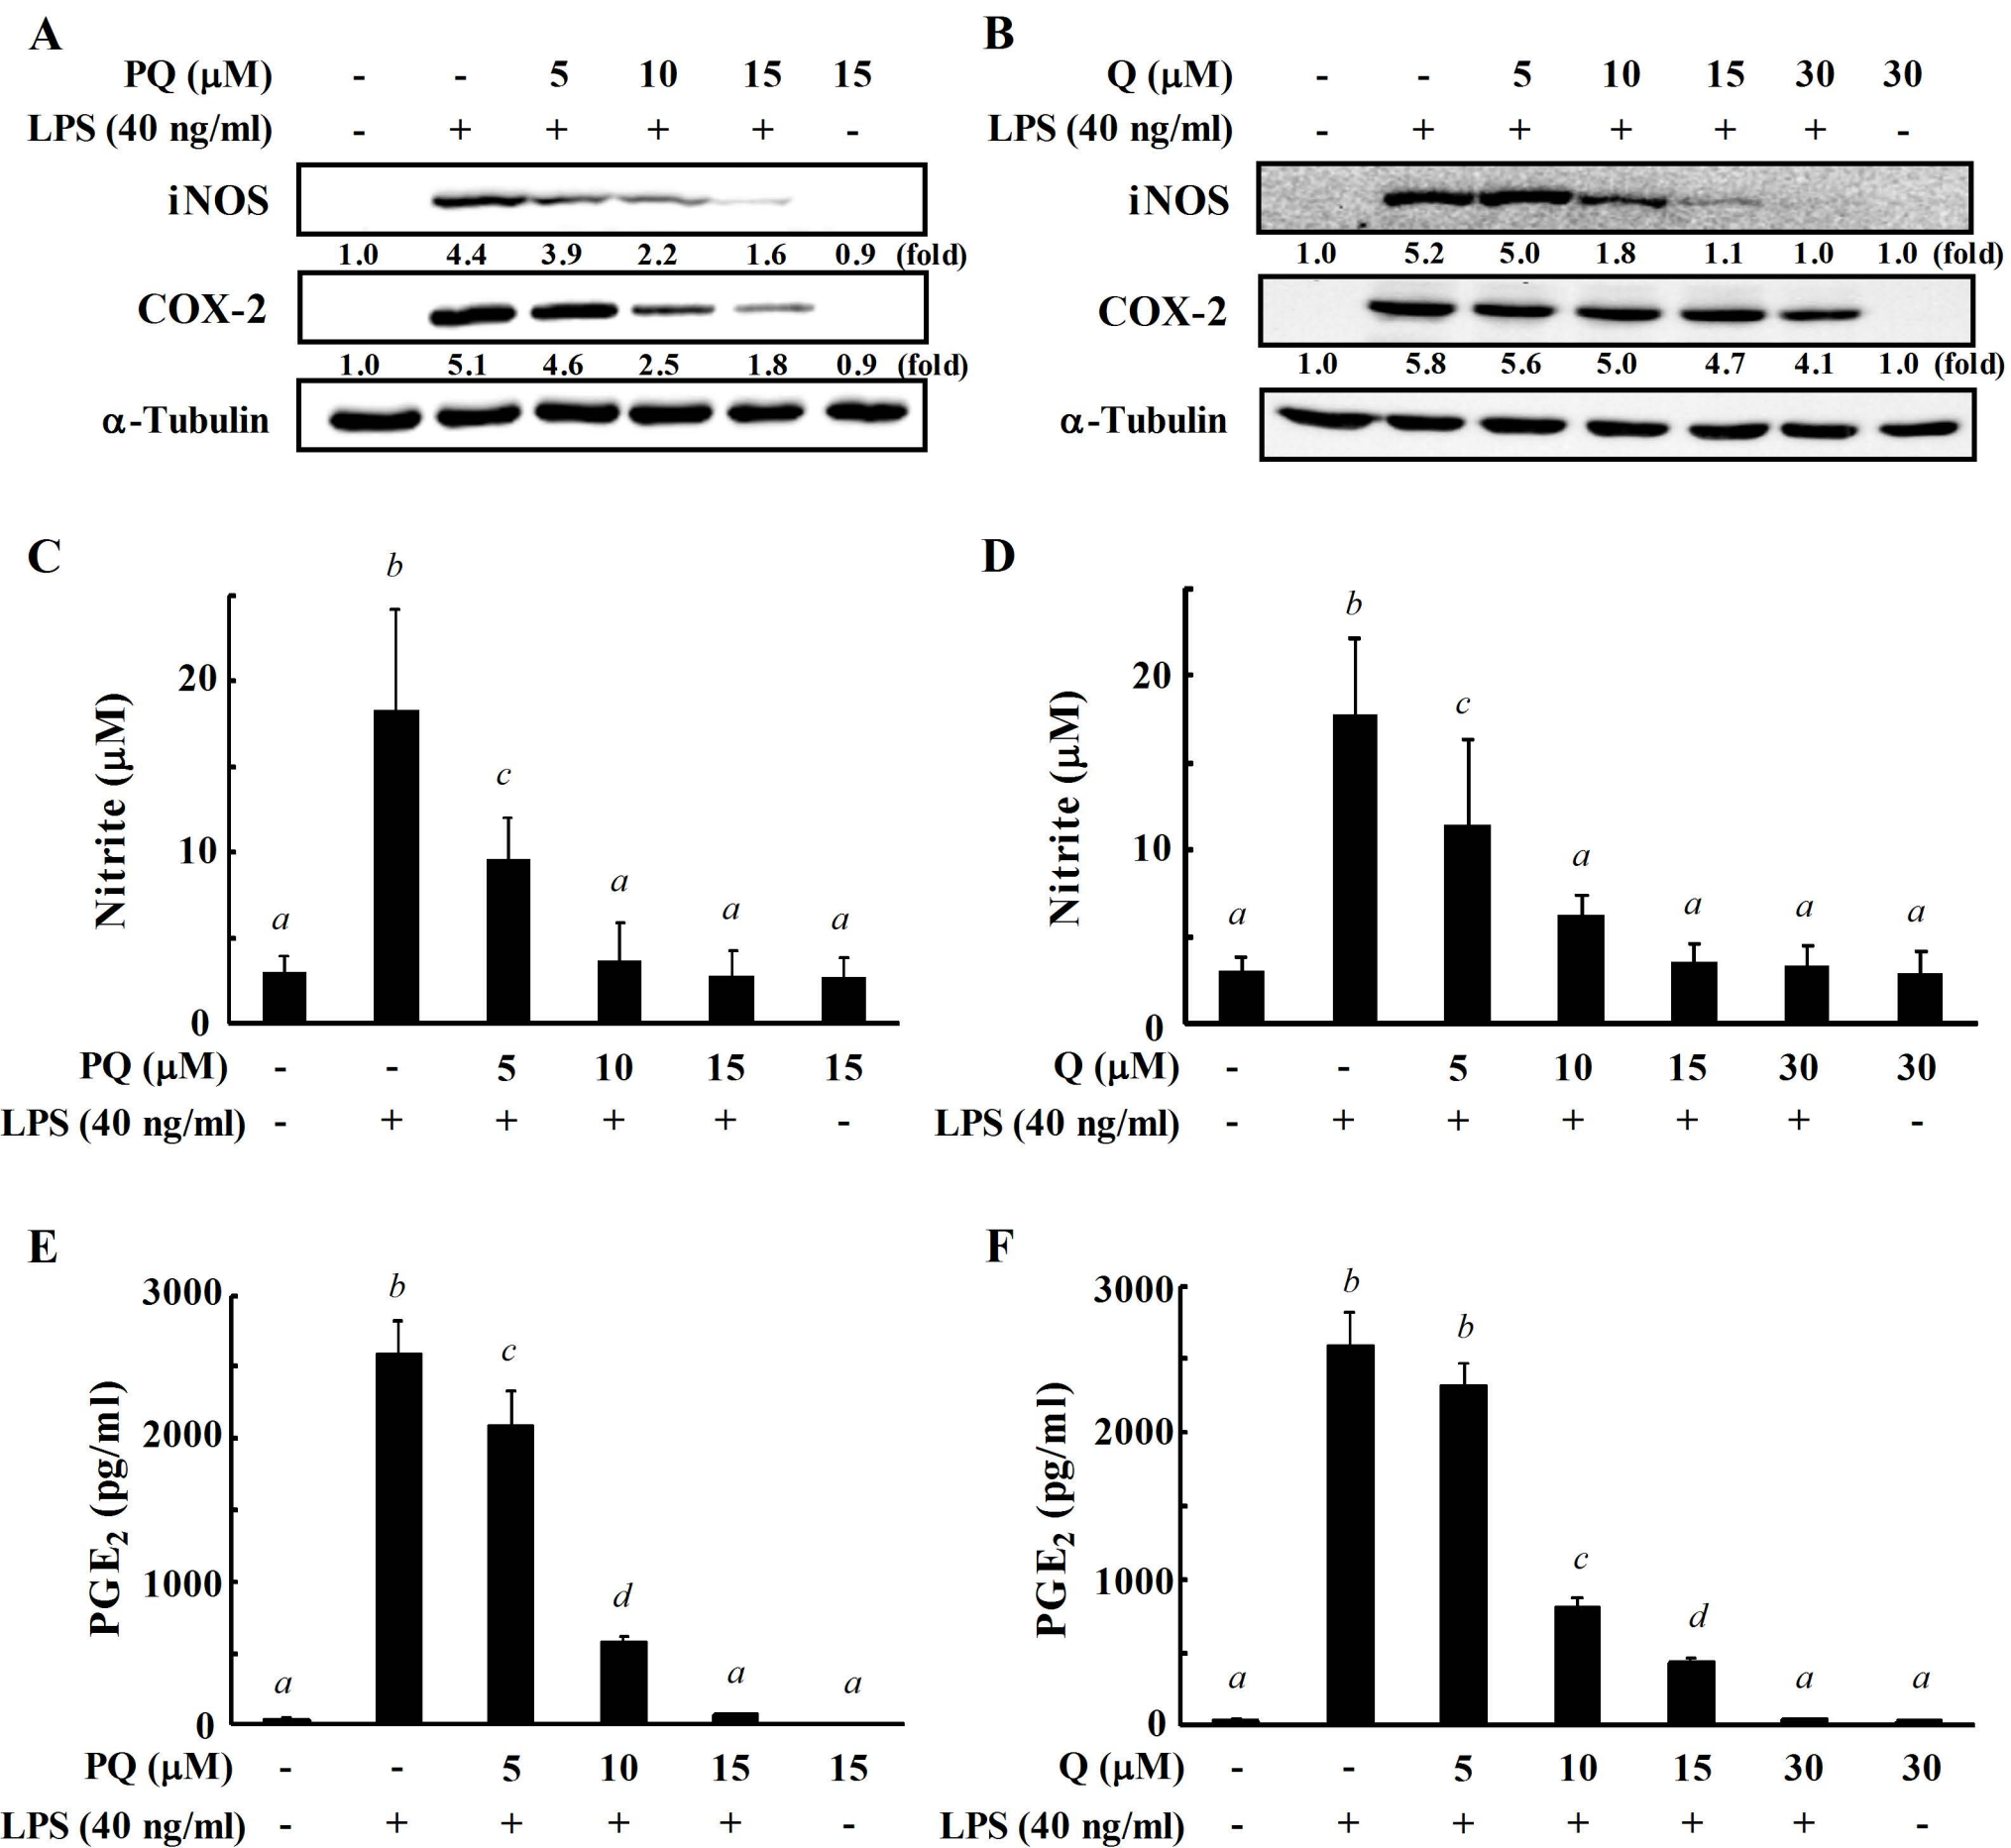 A
PQ (μM) - - 5 10 15 15
LPS (40 ng/ml) - + + + + -
iNOS
1.0 4.4 3.9 2.2 1.6 0.9 (fold)
COX-2
1.0 5.1 4.6 2.5 1.8 0.9 (fold)
α-Tubulin
B
Q (μM) - - 5 10 15 30 30
LPS (40 ng/ml) - + + + + + -
iNOS
1.0 5.2 5.0 1.8 1.1 1.0 1.0 (fold)
COX-2
1.0 5.8 5.6 5.0 4.7 4.1 1.0 (fold)
α-Tubulin
C
Nitrite (μM)
20
10
0
a b c a a a
PQ (μM) - - 5 10 15 15
LPS (40 ng/ml) - + + + + -
D
Nitrite (μM)
20
10
0
a b c a a a a
Q (μM) - - 5 10 15 30 30
LPS (40 ng/ml) - + + + + + -
E
PGE2 (pg/ml)
3000
2000
1000
0
a b c d a a
PQ (μM) - - 5 10 15 15
LPS (40 ng/ml) - + + + + -
F
PGE2 (pg/ml)
3000
2000
1000
0
a b b c d a a
Q (μM) - - 5 10 15 30 30
LPS (40 ng/ml) - + + + + + -